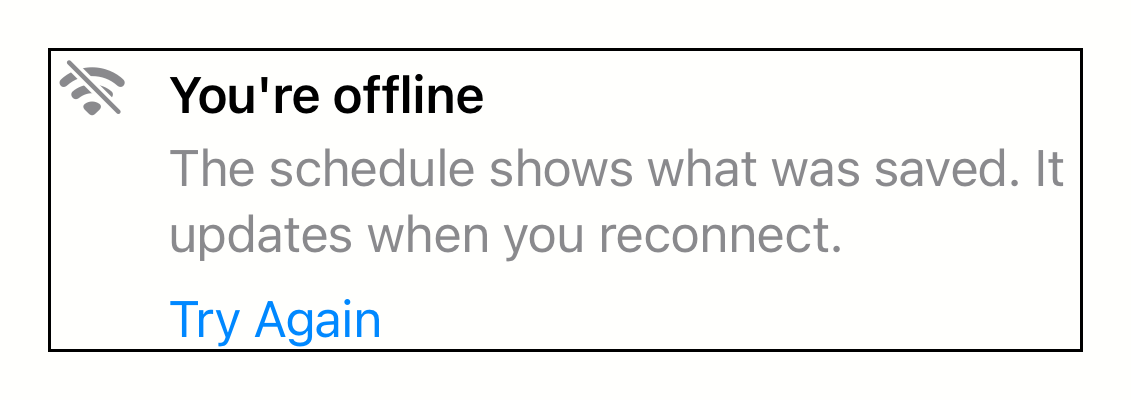 You're offline
The schedule shows what was saved. It
updates when you reconnect.
Try Again